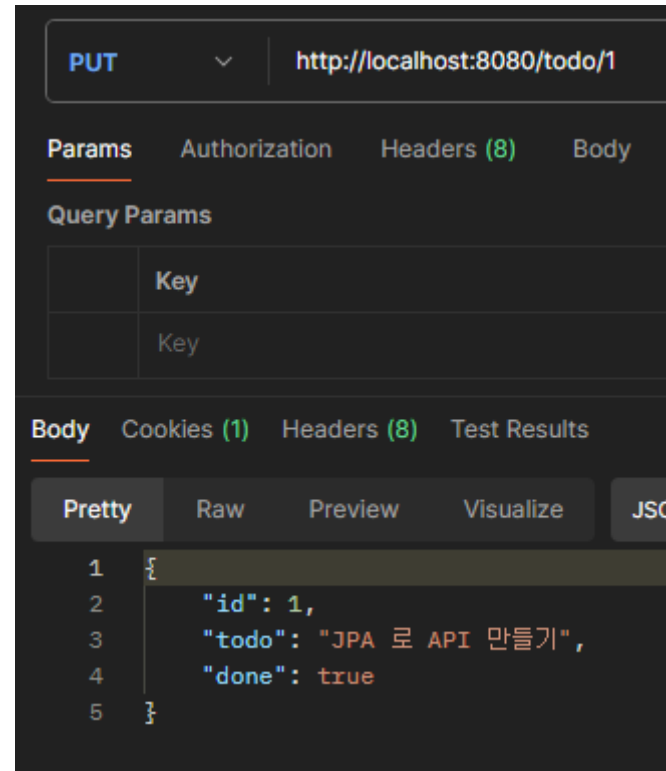 PUT http://localhost:8080/todo/1
Params Authorization Headers (8) Body
Query Params
Key
Key
Body Cookies (1) Headers (8) Test Results
Pretty Raw Preview Visualize
1 {
2 "id": 1,
3 "todo": "JPA 로 API 만들기",
4 "done": true
5 }